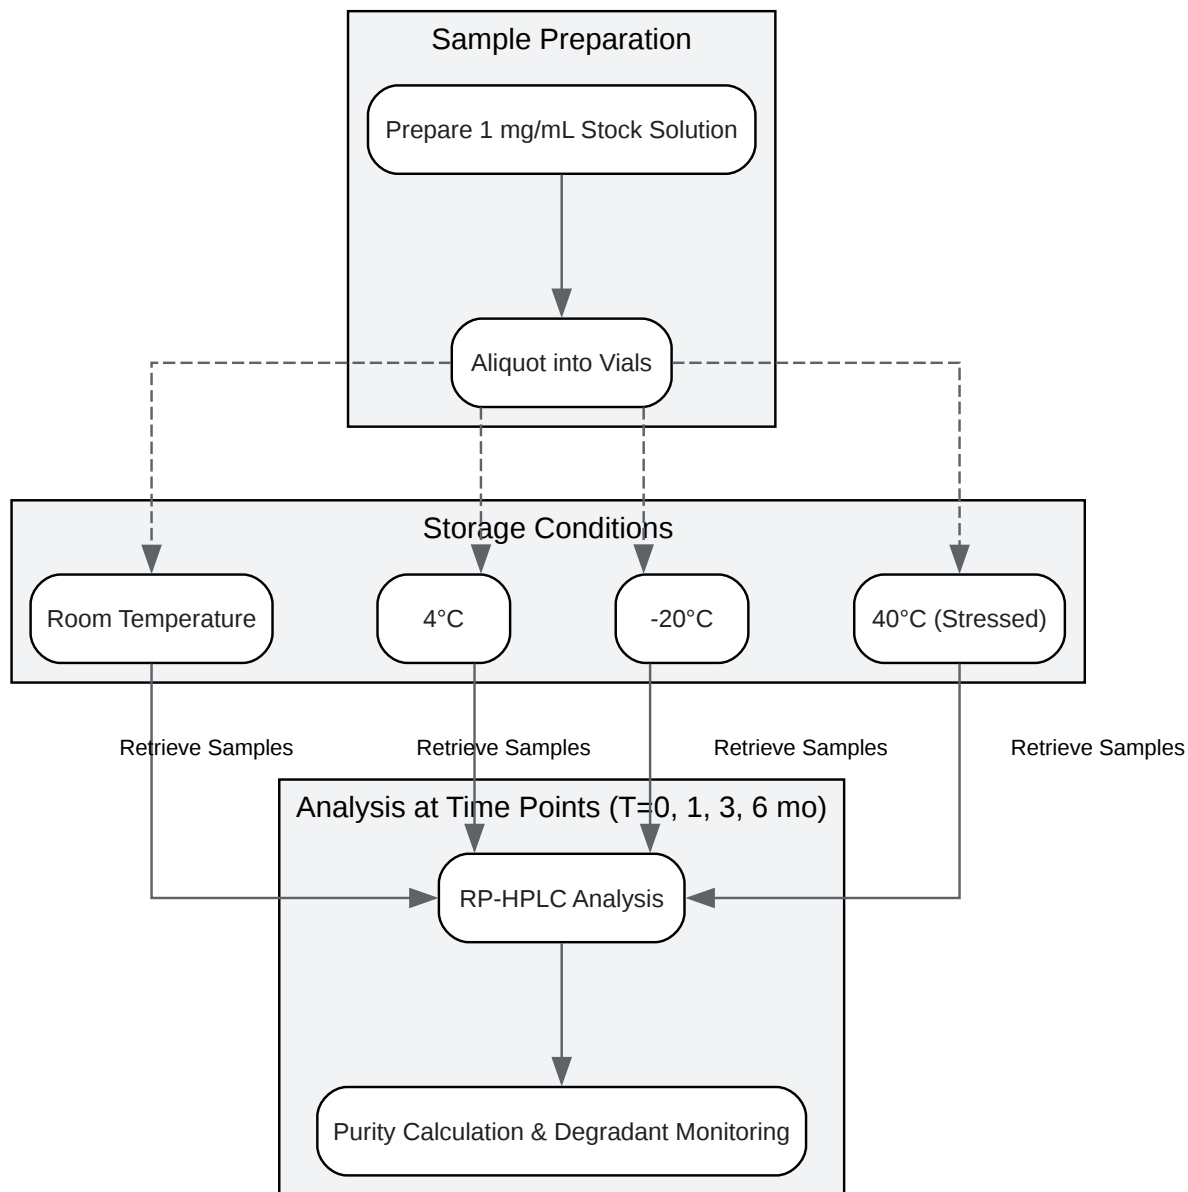 Sample Preparation
Prepare 1 mg/mL Stock Solution
Aliquot into Vials
Storage Conditions
Room Temperature
4°C
-20°C
40°C (Stressed)
Retrieve Samples
Retrieve Samples
Retrieve Samples
Retrieve Samples
Analysis at Time Points (T=0, 1, 3, 6 mo)
RP-HPLC Analysis
Purity Calculation & Degradant Monitoring